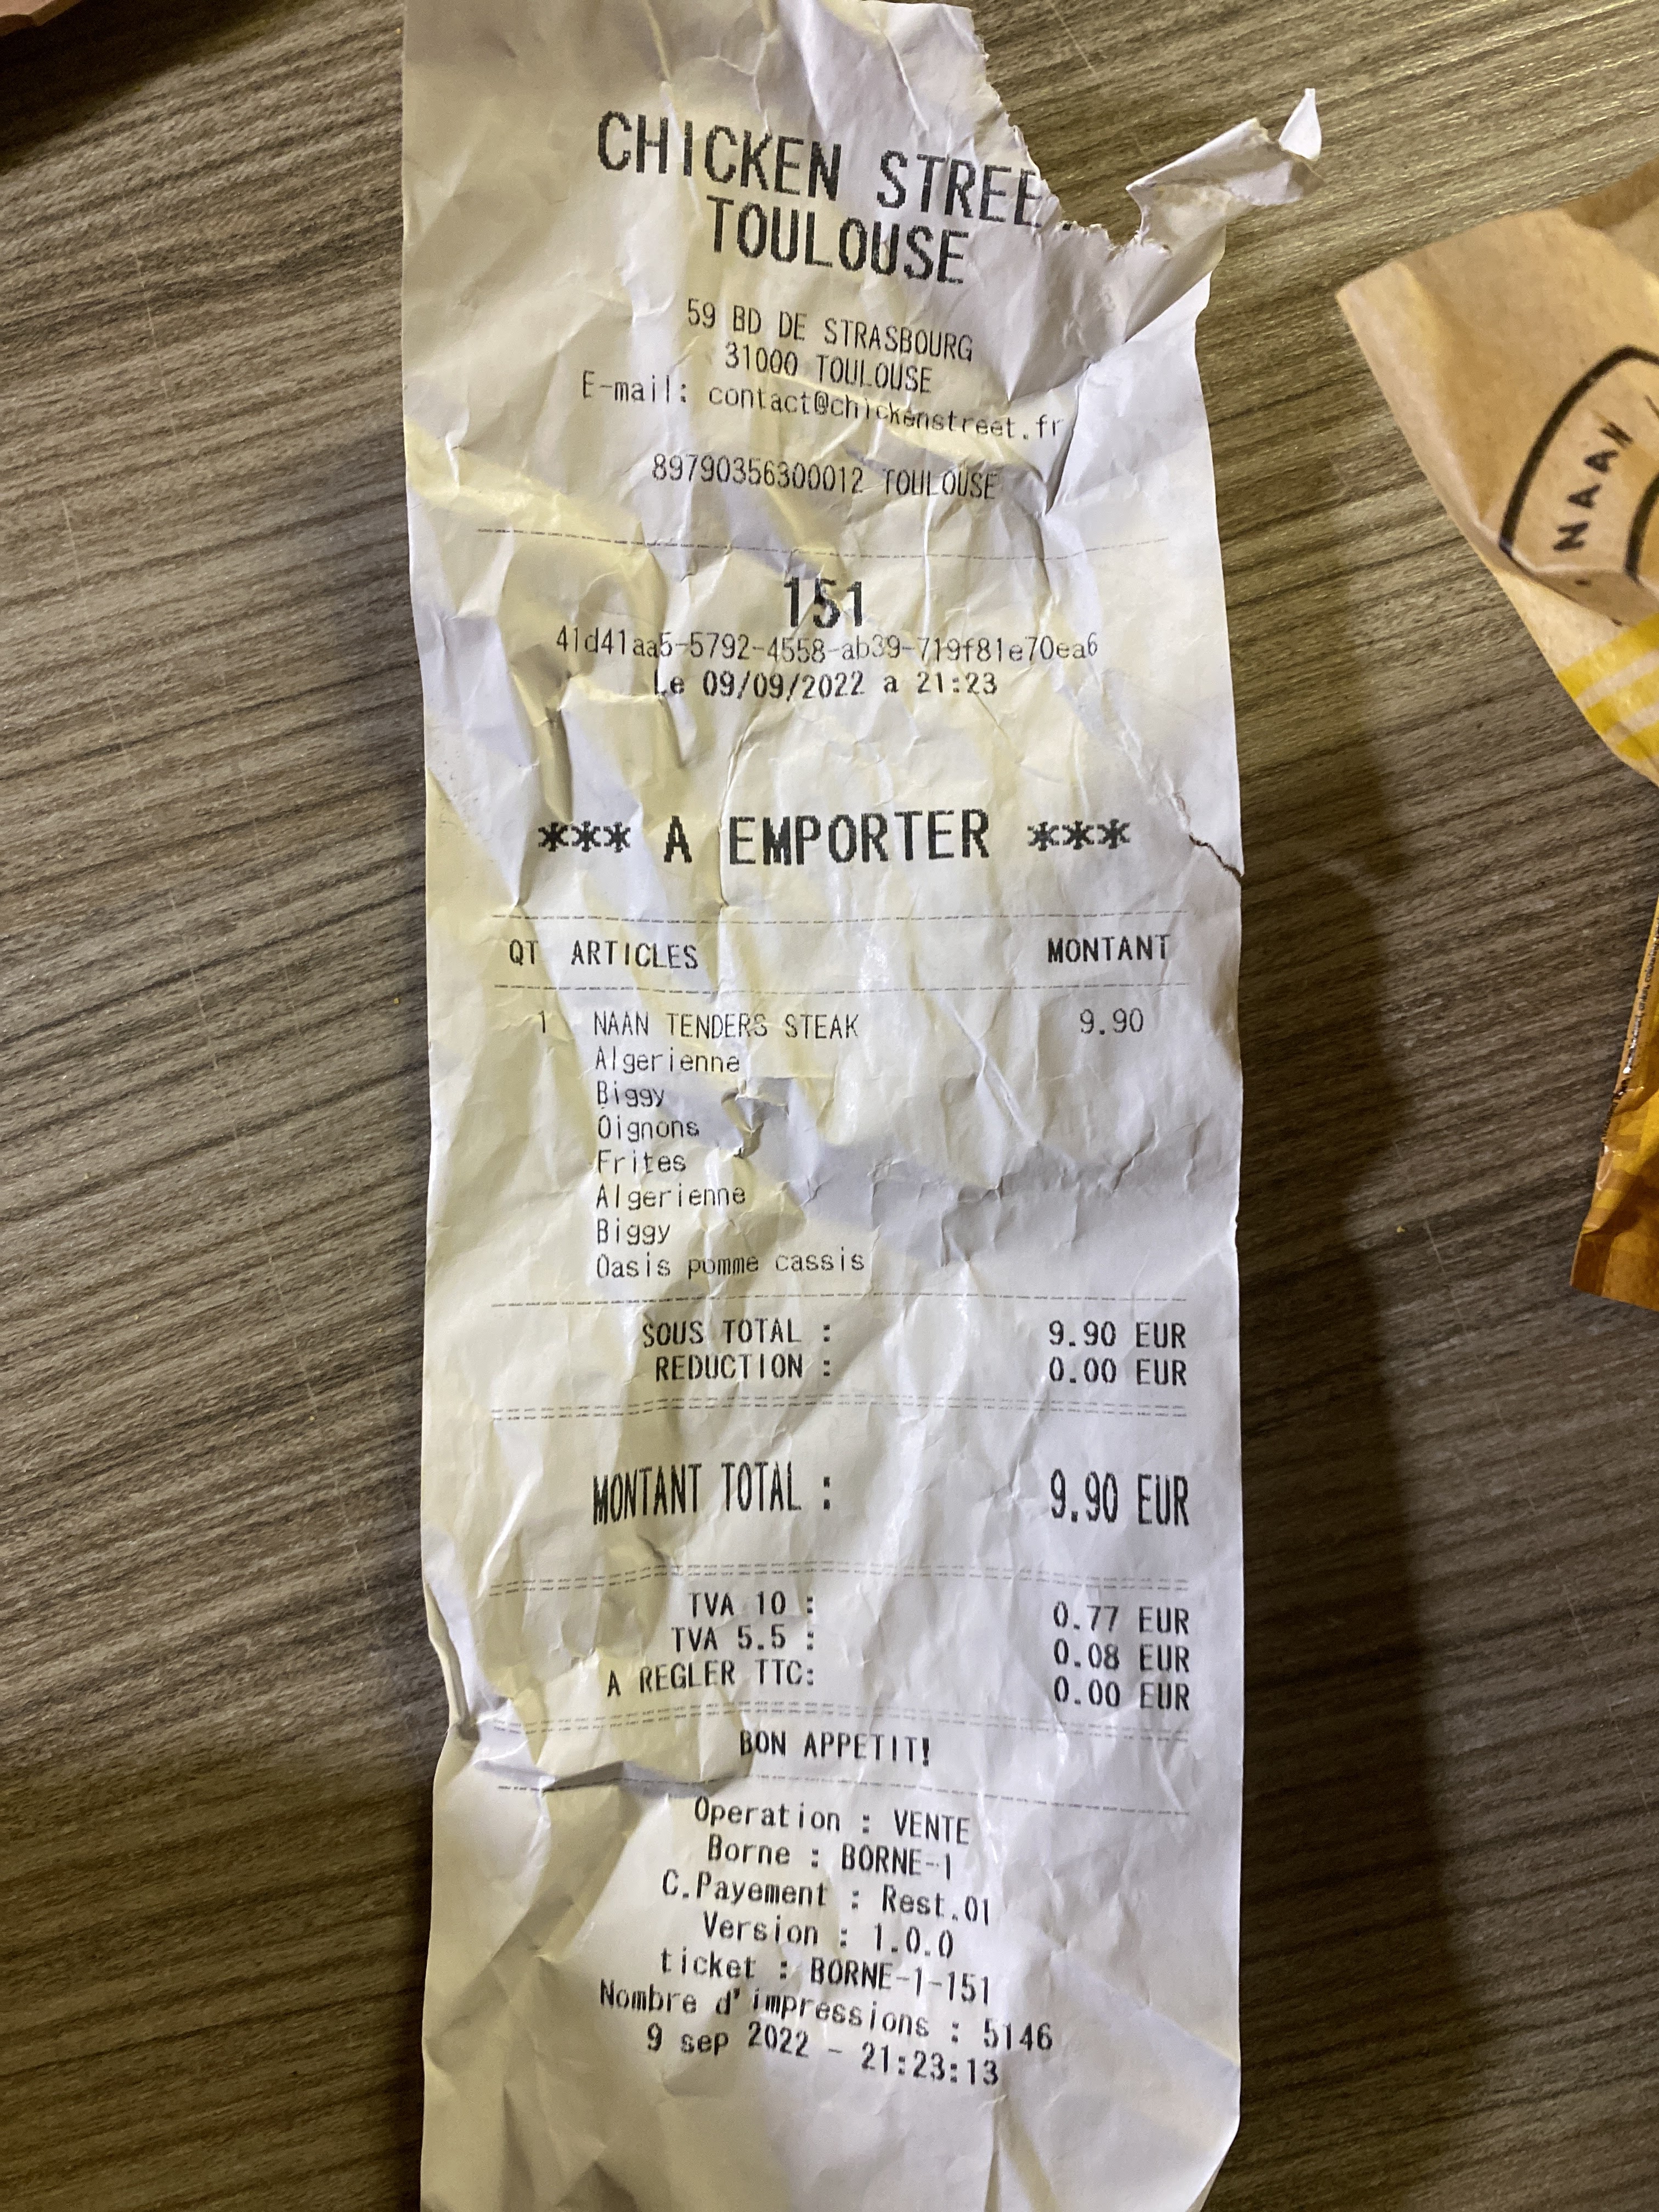 CHICKEN STREE
TOULOUSE
59 BD DE STRASBOURG
31000 TOULOUSE
E-mail: contact@chickenstreet.fr
89790356300012 TOULOUSE
151
41d41aa5-5792-4558-ab39-719f81e70ea6
Le 09/09/2022 a 21:23
*** A EMPORTER ***
QT ARTICLES MONTANT
1 NAAN TENDERS STEAK 9.90
Algerienne
Biggy
Oignons
Frites
Algerienne
Biggy
Oasis pomme cassis
SOUS TOTAL : 9.90 EUR
REDUCTION : 0.00 EUR
MONTANT TOTAL : 9.90 EUR
TVA 10 : 0.77 EUR
TVA 5.5 : 0.08 EUR
A REGLER TTC: 0.00 EUR
BON APPETIT!
Operation : VENTE
Borne : BORNE-1
C.Payement : Rest.01
Version : 1.0.0
ticket : BORNE-1-151
Nombre d'impressions : 5146
9 sep 2022 - 21:23:13
NAAN